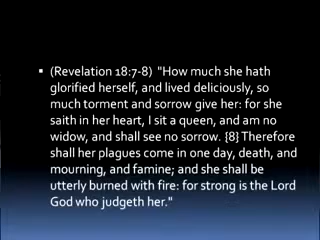 ▪ (Revelation 18:7-8) "How much she hath
glorified herself, and lived deliciously, so
much torment and sorrow give her: for she
saith in her heart, I sit a queen, and am no
widow, and shall see no sorrow. {8} Therefore
shall her plagues come in one day, death, and
mourning, and famine; and she shall be
utterly burned with fire: for strong is the Lord
God who judgeth her."